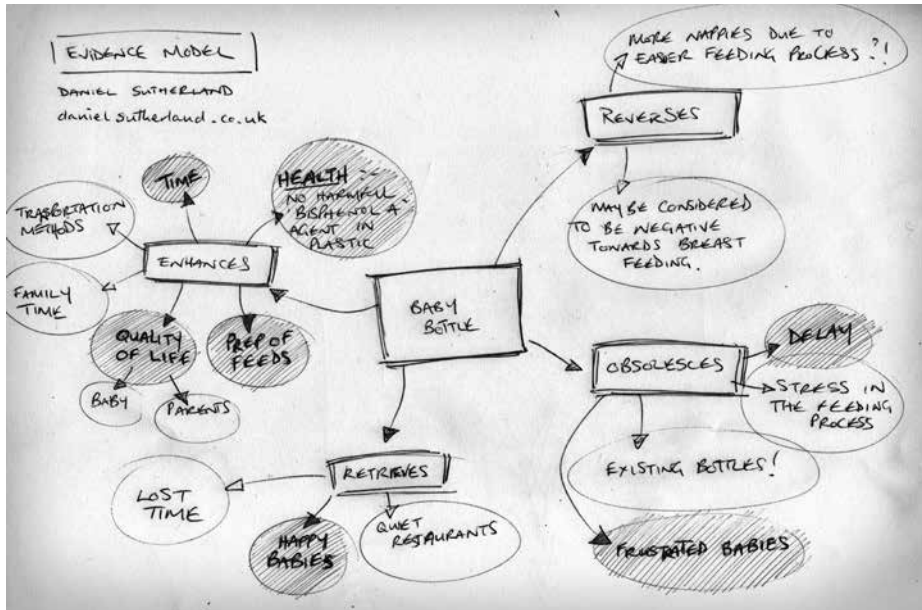 EVIDENCE MODEL
DANIEL SUTHERLAND
danielsutherland.co.uk
MORE NAPPIES DUE TO
EASIER FEEDING PROCESS?!
REVERSES
MAY BE CONSIDERED
TO BE NEGATIVE
TOWARDS BREAST
FEEDING.
TIME
HEALTH
NO HARMFUL
BISPHENOL A
AGENT IN
PLASTIC
METHODS
ENHANCES
FAMILY
TIME
QUALITY
OF LIFE
PREP OF
FEEDS
BABY
PARENTS
BABY
BOTTLE
OBSOLESCES
DELAY
STRESS IN
THE FEEDING
PROCESS
EXISTING BOTTLES!
FRUSTRATED BABIES
RETRIEVES
LOST
TIME
HAPPY
BABIES
QUIET
RESTAURANTS